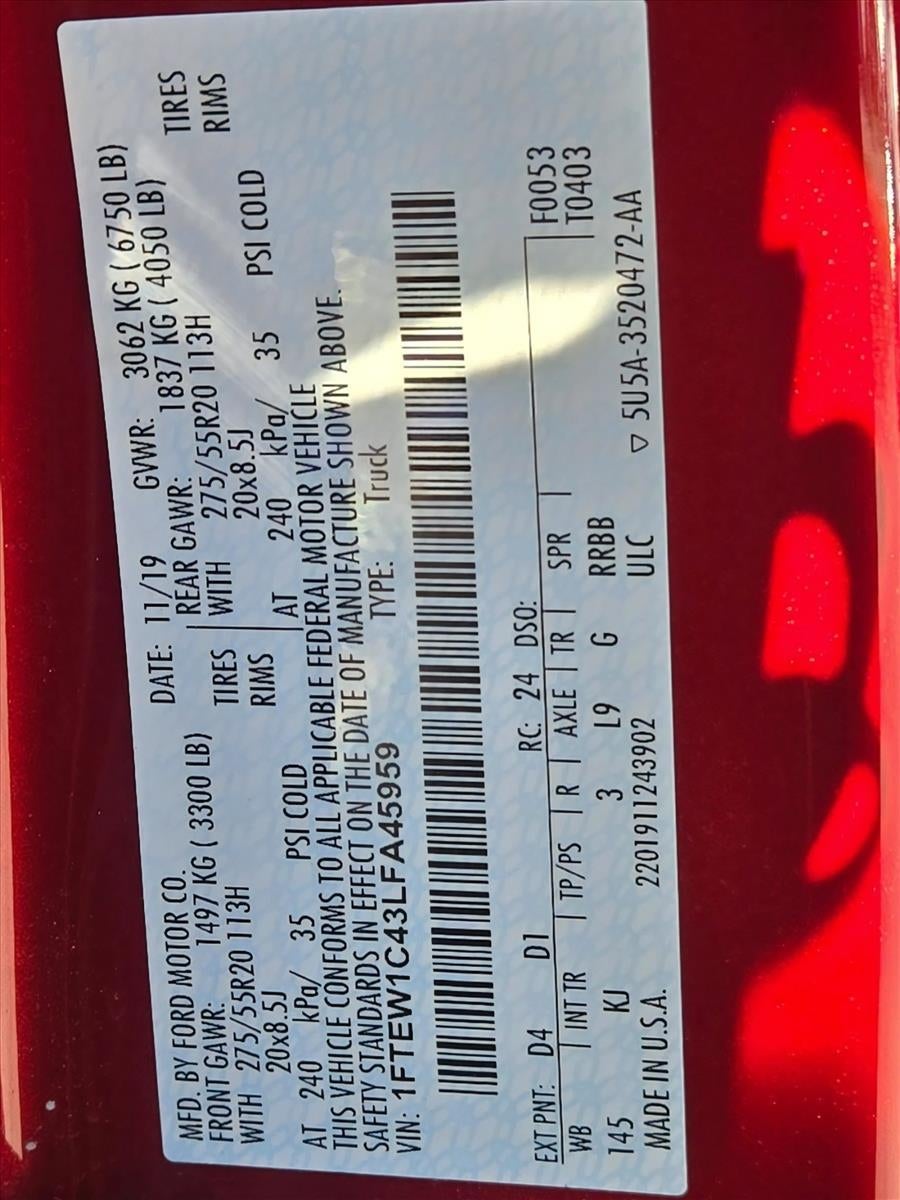 MFD. BY FORD MOTOR CO.
DATE: 11/19 GVWR: 3062 KG ( 6750 LB)
FRONT GAWR: 1497 KG ( 3300 LB) REAR GAWR: 1837 KG ( 4050 LB)
WITH 275/55R20 113H TIRES WITH 275/55R20 113H TIRES
20x8.5J RIMS 20x8.5J RIMS
AT 240 kPa/ 35 PSI COLD AT 240 kPa/ 35 PSI COLD
THIS VEHICLE CONFORMS TO ALL APPLICABLE FEDERAL MOTOR VEHICLE
SAFETY STANDARDS IN EFFECT ON THE DATE OF MANUFACTURE SHOWN ABOVE.
VIN: 1FTEW1C43LFA45959 TYPE: Truck
EXT PNT: D4 D1 RC: 24 DSO: F0053
WB | INT TR | TP/PS | R | AXLE | TR | SPR | T0403
145 KJ 3 L9 G RRBB
MADE IN U.S.A. 2201911243902 ULC
▽ 5U5A-3520472-AA